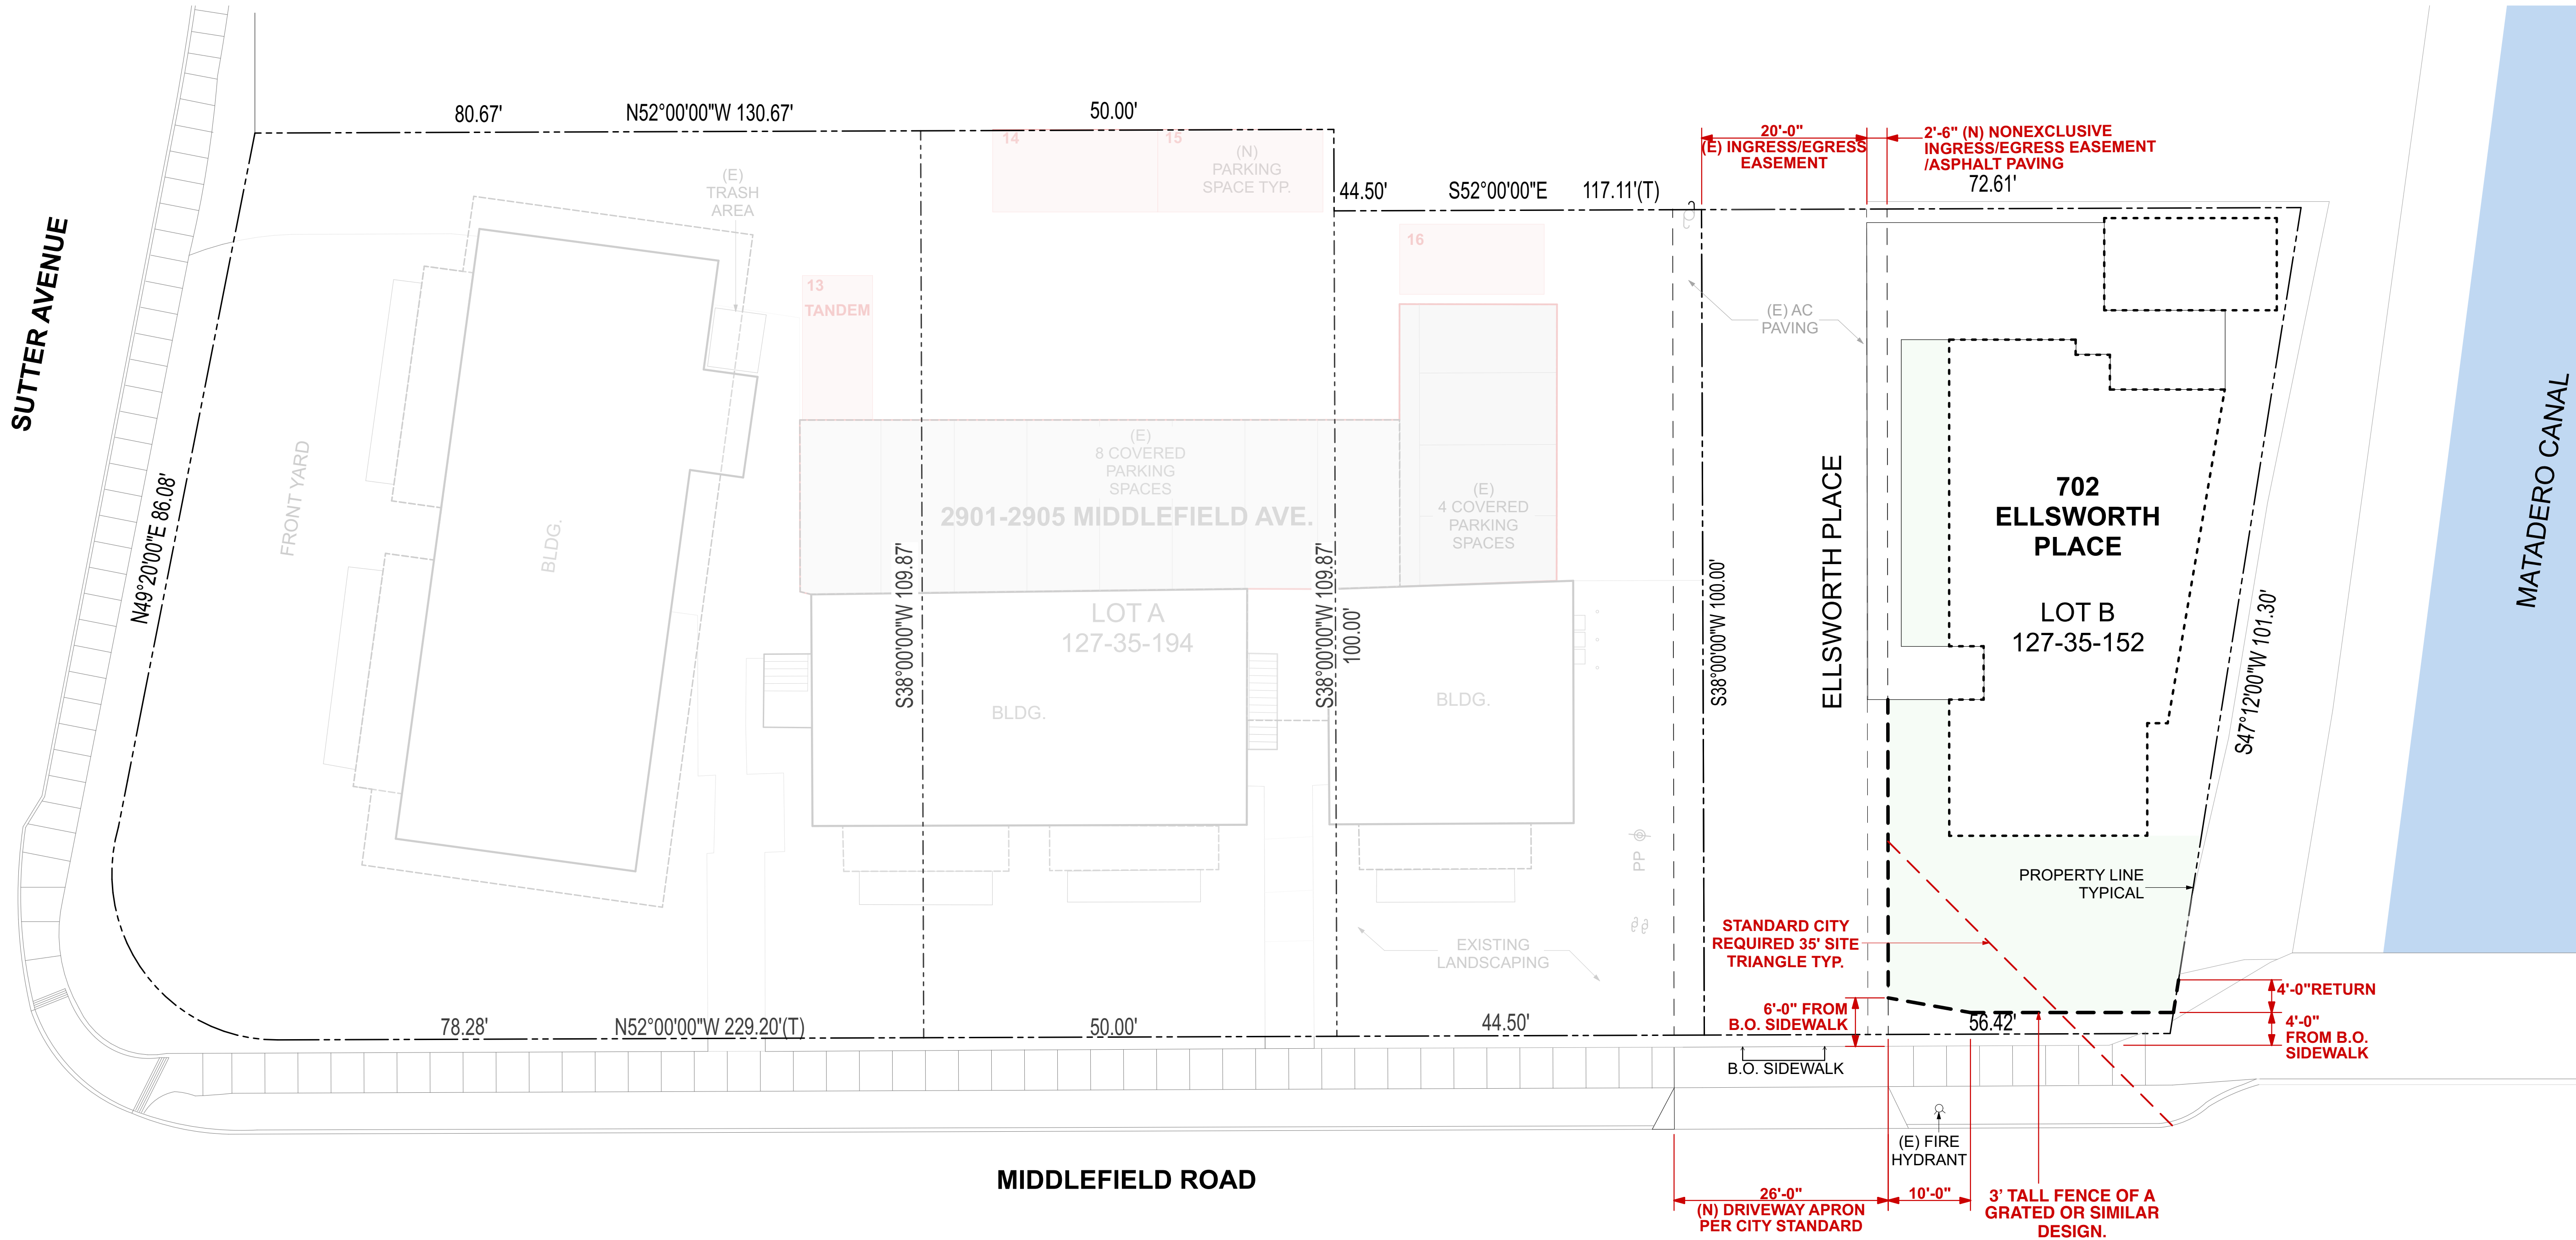 80.67'
N52°00'00"W 130.67'
50.00'
14
15
(N)
PARKING
SPACE TYP.
20'-0"
(E) INGRESS/EGRESS
EASEMENT
2'-6" (N) NONEXCLUSIVE
INGRESS/EGRESS EASEMENT
/ASPHALT PAVING
72.61'
44.50'
S52°00'00"E
117.11'(T)
(E)
TRASH
AREA
16
13
TANDEM
(E) AC
PAVING
SUTTER AVENUE
N49°20'00"E 86.08'
FRONT YARD
BLDG.
(E)
8 COVERED
PARKING
SPACES
2901-2905 MIDDLEFIELD AVE.
(E)
4 COVERED
PARKING
SPACES
S38°00'00"W 109.87'
LOT A
127-35-194
S38°00'00"W 109.87'
100.00'
S38°00'00"W 100.00'
ELLSWORTH PLACE
702
ELLSWORTH
PLACE
LOT B
127-35-152
S47°12'00"W 101.30'
MATADERO CANAL
BLDG.
BLDG.
PP
PROPERTY LINE
TYPICAL
EXISTING
LANDSCAPING
STANDARD CITY
REQUIRED 35' SITE
TRIANGLE TYP.
6'-0" FROM
B.O. SIDEWALK
4'-0"RETURN
4'-0"
FROM B.O.
SIDEWALK
78.28'
N52°00'00"W 229.20'(T)
50.00'
44.50'
56.42'
B.O. SIDEWALK
(E) FIRE
HYDRANT
MIDDLEFIELD ROAD
26'-0"
(N) DRIVEWAY APRON
PER CITY STANDARD
10'-0"
3' TALL FENCE OF A
GRATED OR SIMILAR
DESIGN.